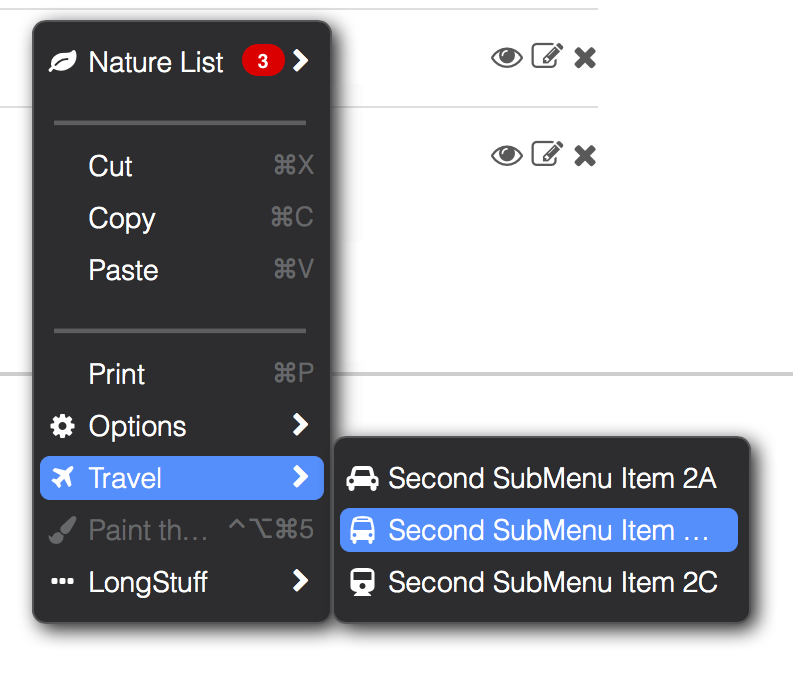 Nature List 3
Cut ⌘X
Copy ⌘C
Paste ⌘V
Print ⌘P
Options
Travel
Paint th... ^⌥⌘5
LongStuff
Second SubMenu Item 2A
Second SubMenu Item ...
Second SubMenu Item 2C